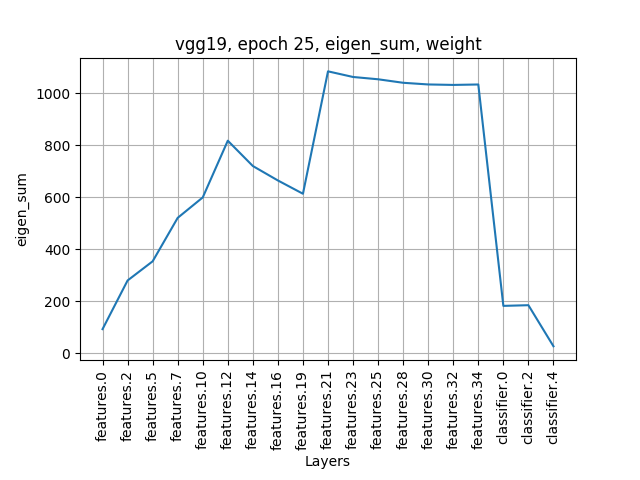 vgg19, epoch 25, eigen_sum, weight
eigen_sum
1000
800
600
400
200
0
features.0
features.2
features.5
features.7
features.10
features.12
features.14
features.16
features.19
features.21
features.23
features.25
features.28
features.30
features.32
features.34
classifier.0
classifier.2
classifier.4
Layers